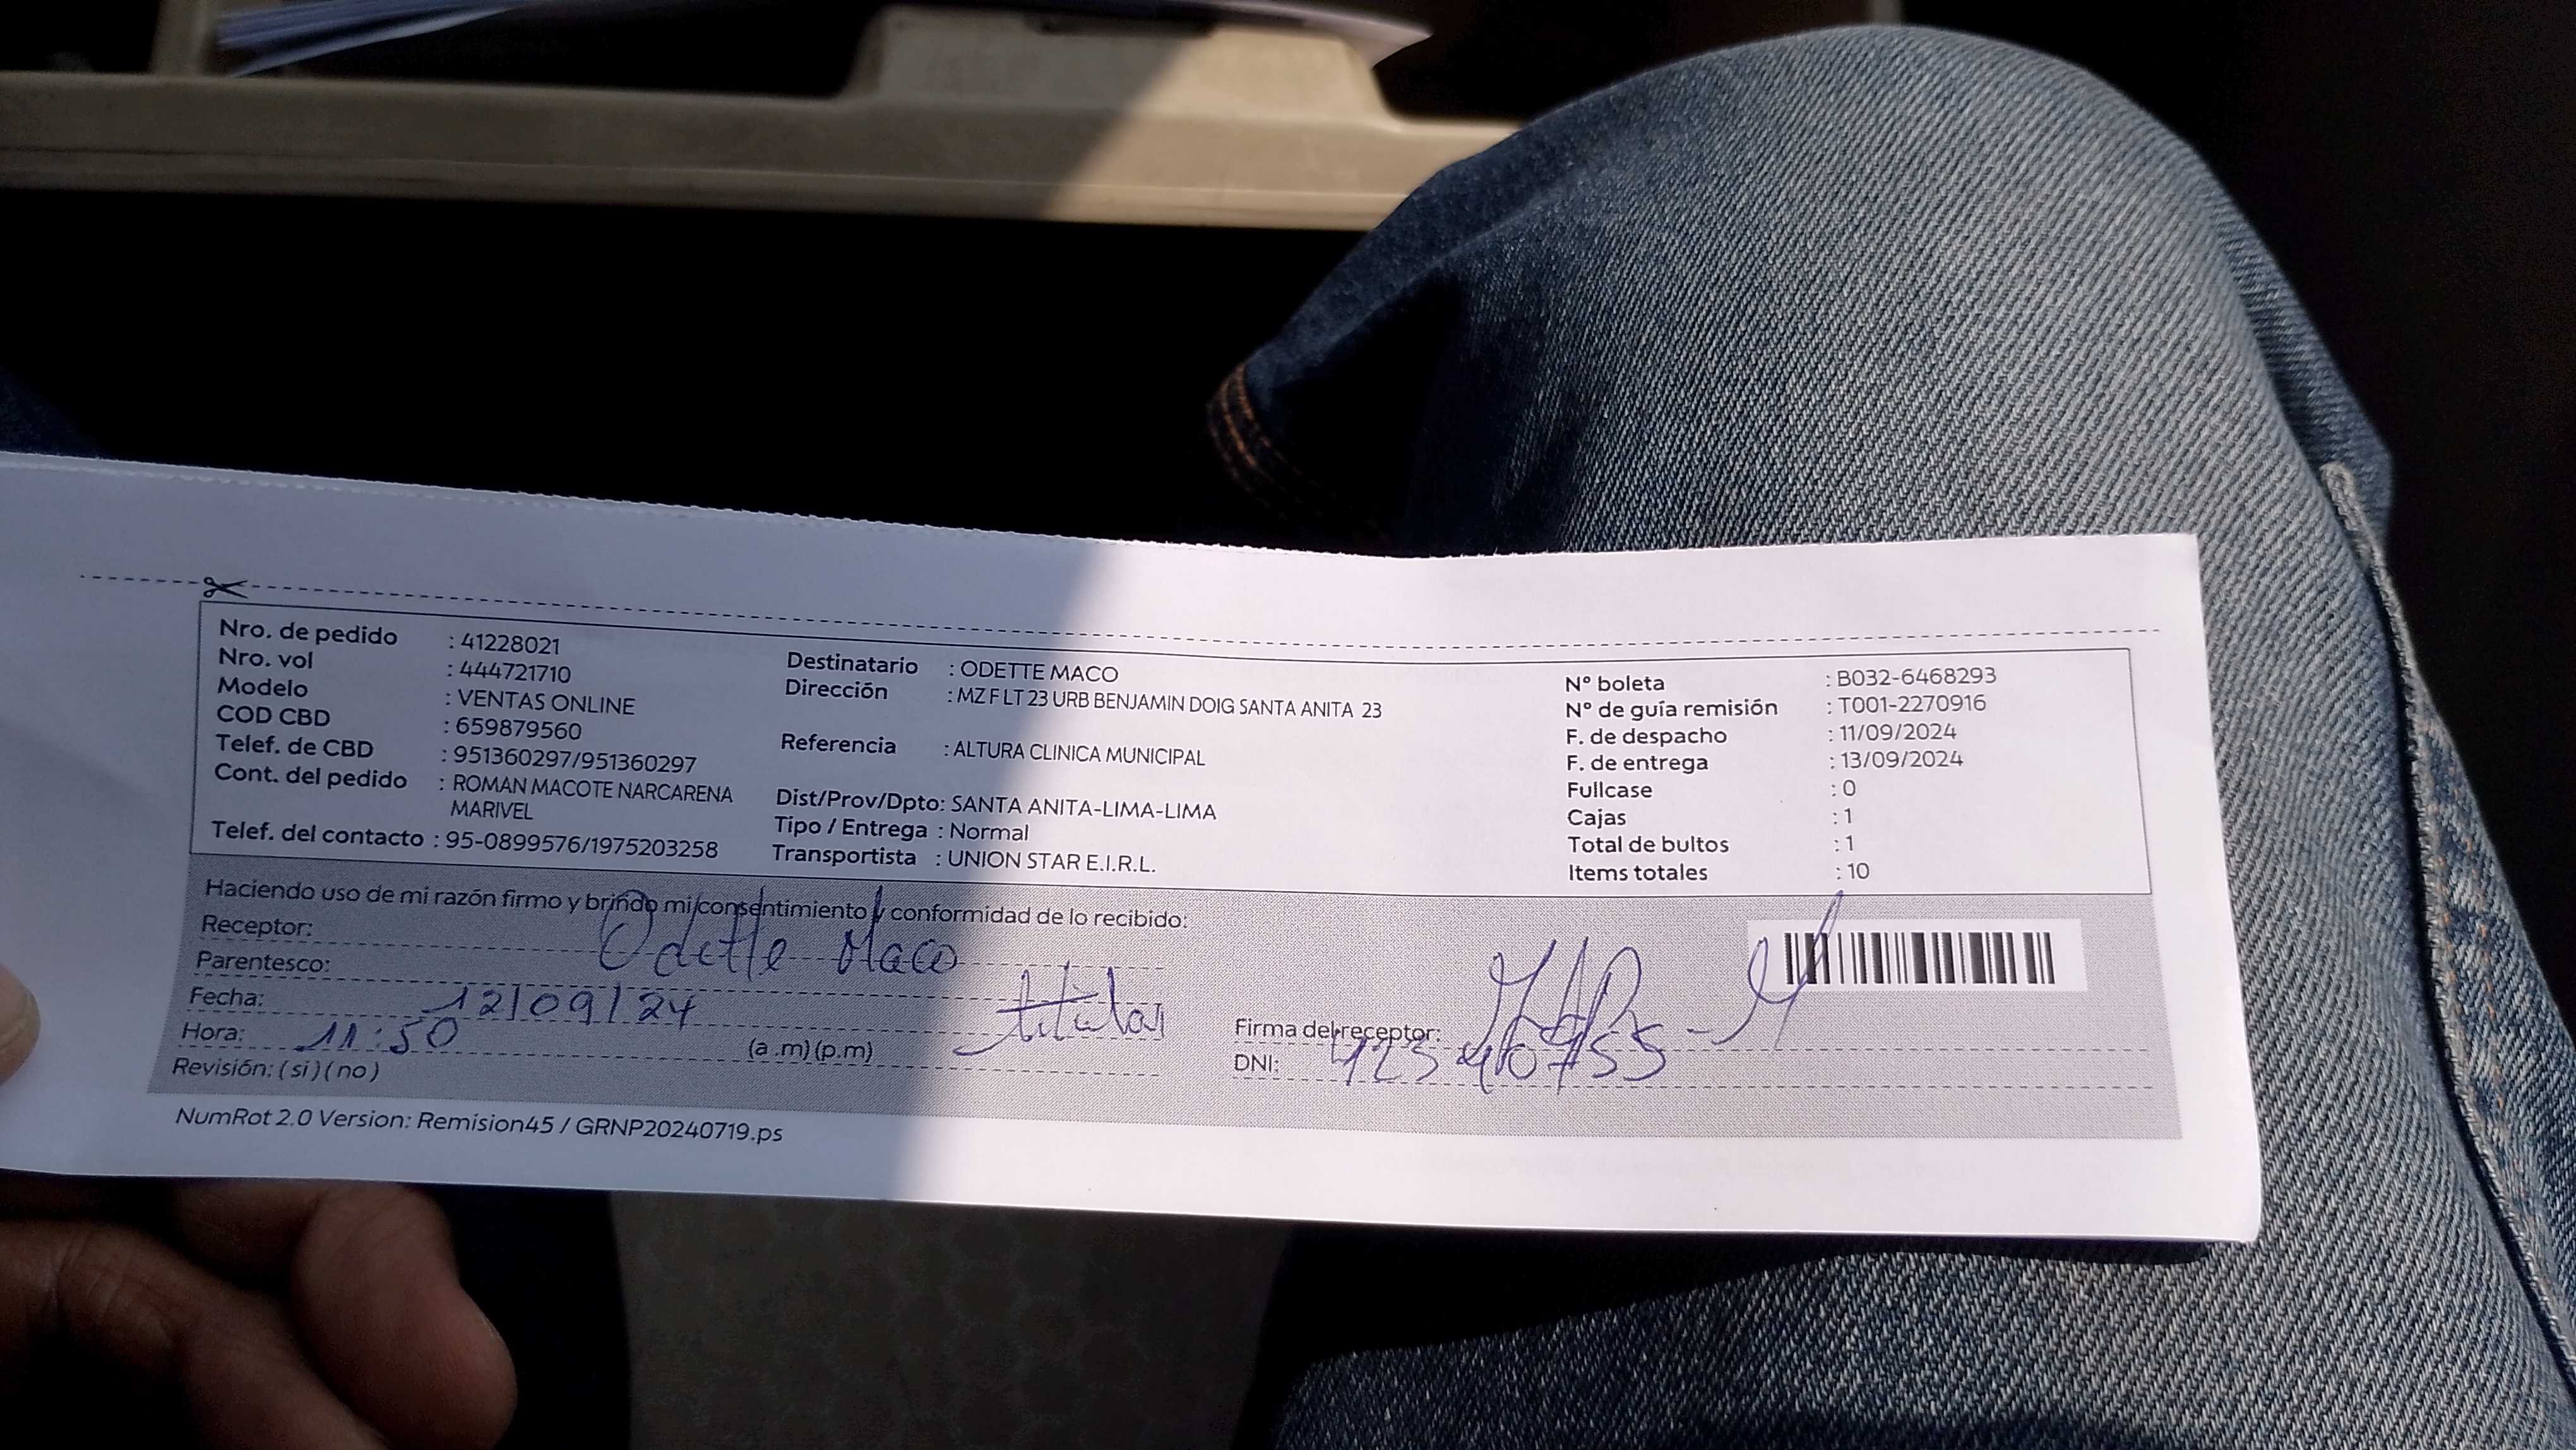 Nro. de pedido : 41228021
Nro. vol : 444721710
Modelo : VENTAS ONLINE
COD CBD : 659879560
Telef. de CBD : 951360297/951360297
Cont. del pedido : ROMAN MACOTE NARCARENA
MARIVEL
Telef. del contacto : 95-0899576/1975203258
Destinatario : ODETTE MACO
Dirección : MZ F LT 23 URB BENJAMIN DOIG SANTA ANITA 23
Referencia : ALTURA CLINICA MUNICIPAL
Dist/Prov/Dpto: SANTA ANITA-LIMA-LIMA
Tipo / Entrega : Normal
Transportista : UNION STAR E.I.R.L.
N° boleta : B032-6468293
N° de guía remisión : T001-2270916
F. de despacho : 11/09/2024
F. de entrega : 13/09/2024
Fullcase : 0
Cajas : 1
Total de bultos : 1
Items totales : 10
Haciendo uso de mi razón firmo y brindo mi consentimiento y conformidad de lo recibido:
Receptor: Odette Maco
Parentesco: titular
Fecha: 12/09/24
Hora: 11:50 (a .m) (p.m)
Revisión: ( si ) ( no )
Firma del receptor:
DNI:
NumRot 2.0 Version: Remision45 / GRNP20240719.ps